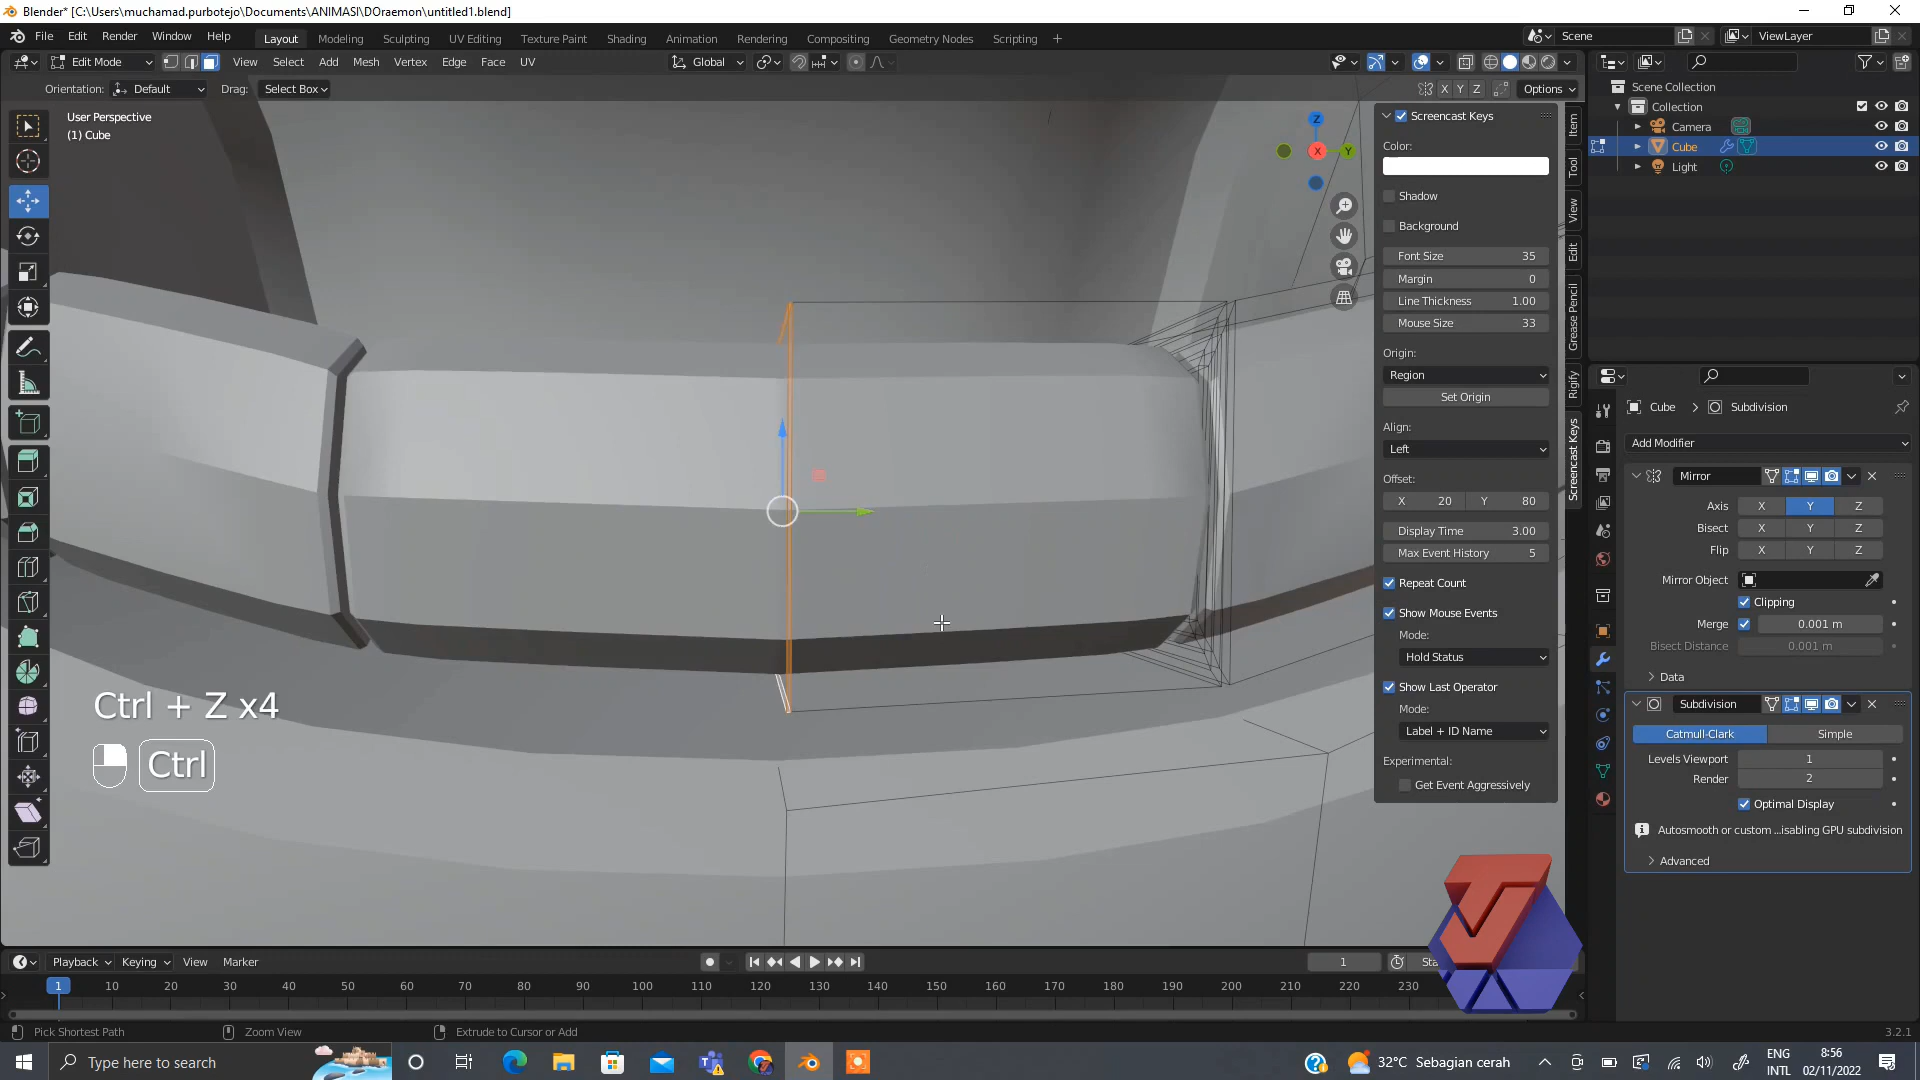 Blender* [C:\Users\muchamad.purbotejo\Documents\ANIMASI\DOraemon\untitled1.blend]
File Edit Render Window Help Layout Modeling Sculpting UV Editing Texture Paint Shading Animation Rendering Compositing Geometry Nodes Scripting + Scene ViewLayer
Edit Mode View Select Add Mesh Vertex Edge Face UV Global
Orientation: Default Drag: Select Box X Y Z Options
User Perspective
(1) Cube
Z
X
Y
Screencast Keys
Color:
Shadow
Background
Font Size 35
Margin 0
Line Thickness 1.00
Mouse Size 33
Origin:
Region
Set Origin
Align:
Left
Offset:
X 20 Y 80
Display Time 3.00
Max Event History 5
Repeat Count
Show Mouse Events
Mode:
Hold Status
Show Last Operator
Mode:
Label + ID Name
Experimental:
Get Event Aggressively
Item
Tool
View
Edit
Grease Pencil
Rigify
Screencast Keys
Scene Collection
Collection
Camera
Cube
Light
Cube Subdivision
Add Modifier
Mirror
Axis X Y Z
Bisect X Y Z
Flip X Y Z
Mirror Object
Clipping
Merge 0.001 m
Bisect Distance 0.001 m
Data
Subdivision
Catmull-Clark Simple
Levels Viewport 1
Render 2
Optimal Display
Autosmooth or custom ...isabling GPU subdivision
Advanced
Ctrl + Z x4
Ctrl
Playback Keying View Marker 1 Sta
1 10 20 30 40 50 60 70 80 90 100 110 120 130 140 150 160 170 180 190 200 210 220 230
Pick Shortest Path Zoom View Extrude to Cursor or Add 3.2.1
Type here to search 32°C Sebagian cerah ENG 8:56
INTL 02/11/2022